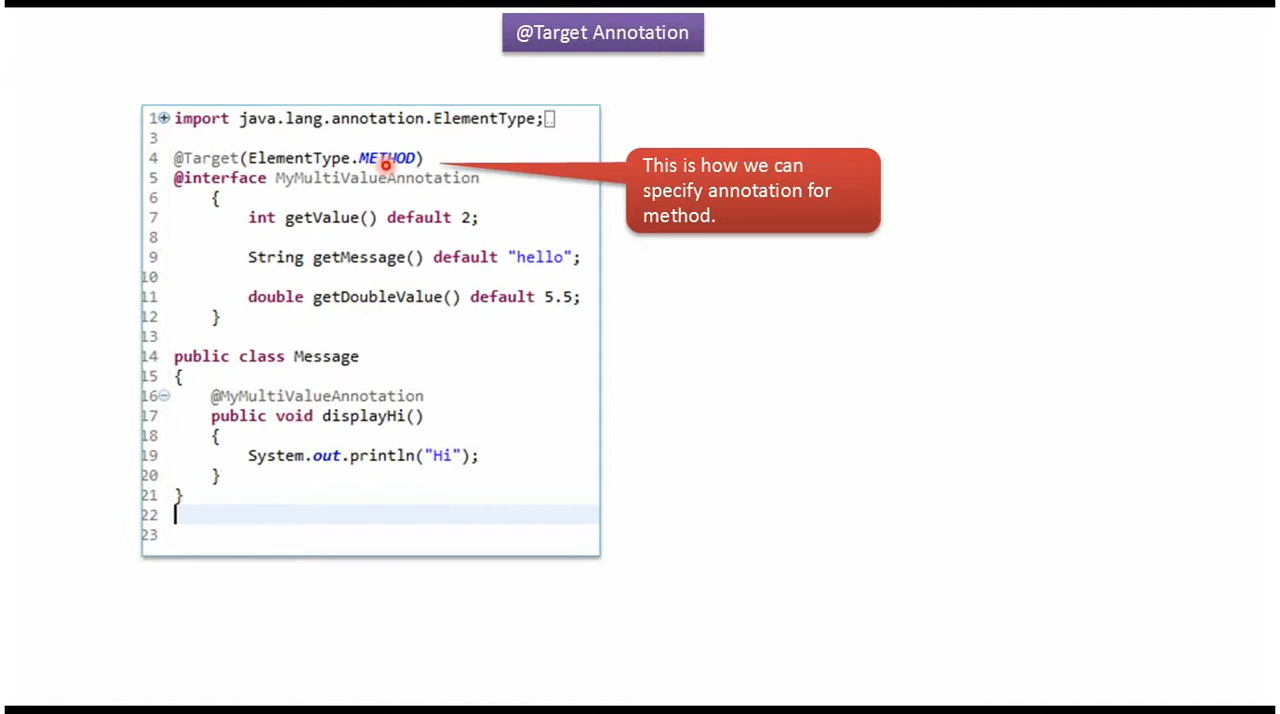 @Target Annotation
1 import java.lang.annotation.ElementType;
3
4 @Target(ElementType.METHOD)
5 @interface MyMultiValueAnnotation
6 {
7 int getValue() default 2;
8
9 String getMessage() default "hello";
10
11 double getDoubleValue() default 5.5;
12 }
13
14 public class Message
15 {
16 @MyMultiValueAnnotation
17 public void displayHi()
18 {
19 System.out.println("Hi");
20 }
21 }
22
23
This is how we can
specify annotation for
method.